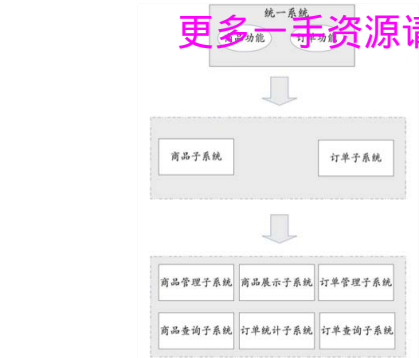 统一系统
更多一手资源请
商品功能 订单功能
商品子系统 订单子系统
商品管理子系统 商品展示子系统 订单管理子系统
商品查询子系统 订单统计子系统 订单查询子系统